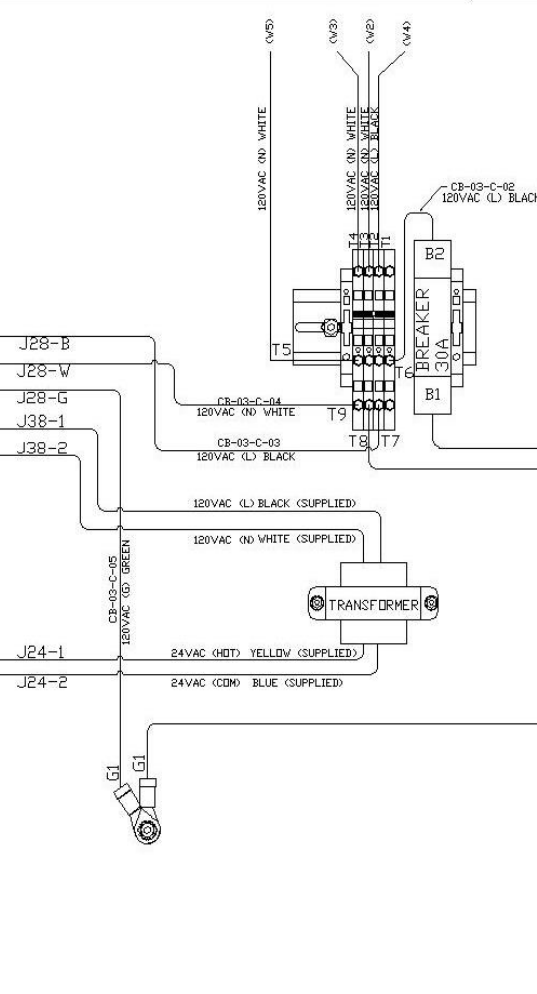 (W5)
(W3)
(W2)
(W4)
120VAC (N) WHITE
120VAC (N) WHITE
120VAC (N) WHITE
120VAC (L) BLACK
CB-03-C-02
120VAC (L) BLACK
T4
T3
T2
T1
B2
BREAKER
30A
B1
J28-B
T5
T6
J28-W
J28-G
CB-03-C-04
120VAC (N) WHITE
T9
J38-1
CB-03-C-03
T8
T7
J38-2
120VAC (L) BLACK
120VAC (L) BLACK (SUPPLIED)
120VAC (N) WHITE (SUPPLIED)
CB-03-C-05
120VAC (G) GREEN
TRANSFORMER
J24-1
24VAC (HOT) YELLOW (SUPPLIED)
J24-2
24VAC (COM) BLUE (SUPPLIED)
G1
G1